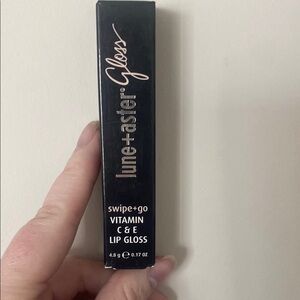 lune+aster® Gloss
swipe+go
VITAMIN
C & E
LIP GLOSS
4.8 g ℮ 0.17 OZ